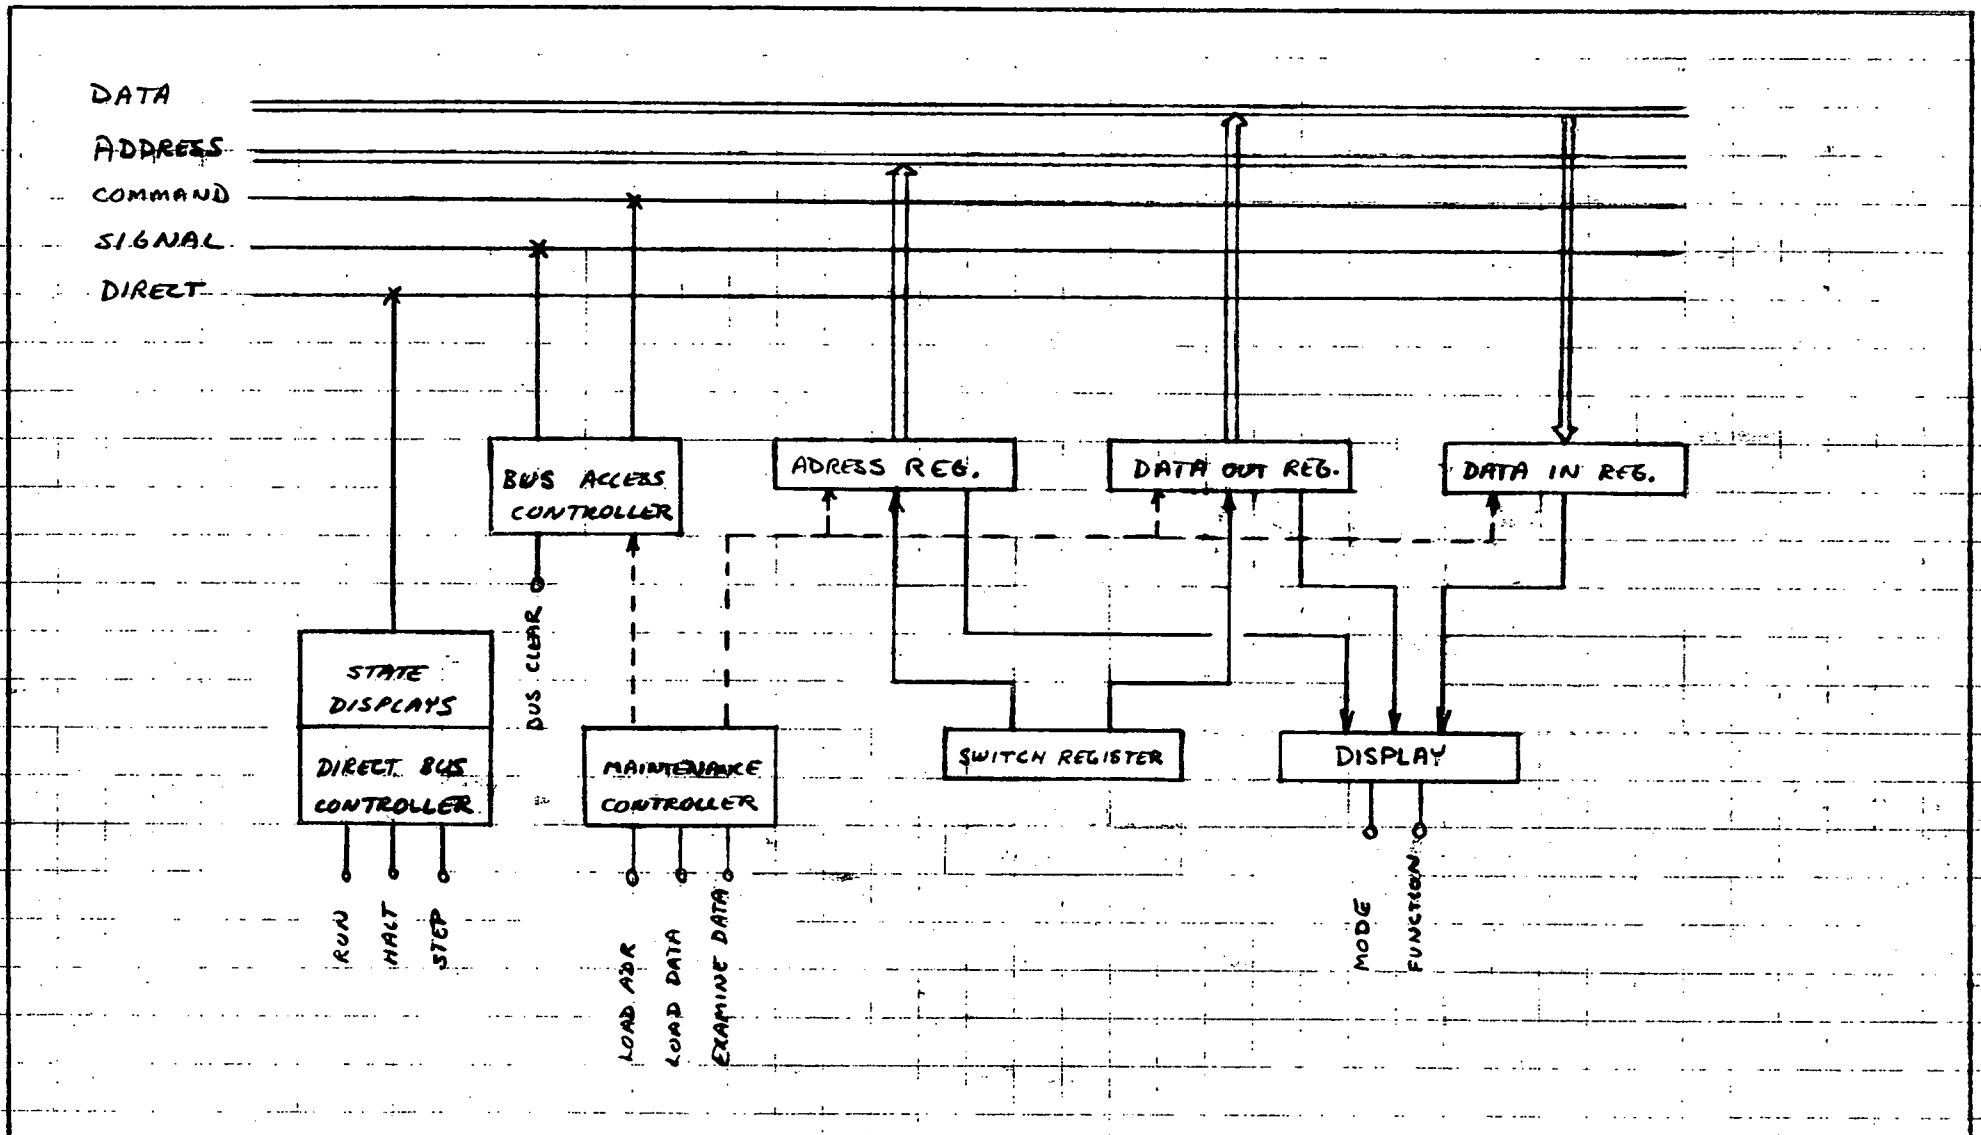 DATA
ADDRESS
COMMAND
SIGNAL
DIRECT
BUS ACCESS
CONTROLLER
ADRESS REG.
DATA OUT REG.
DATA IN REG.
BUS CLEAR
STATE
DISPLAYS
DIRECT BUS
CONTROLLER
MAINTENANCE
CONTROLLER
SWITCH REGISTER
DISPLAY
RUN
HALT
STEP
LOAD ADR
LOAD DATA
EXAMINE DATA
MODE
FUNCTION